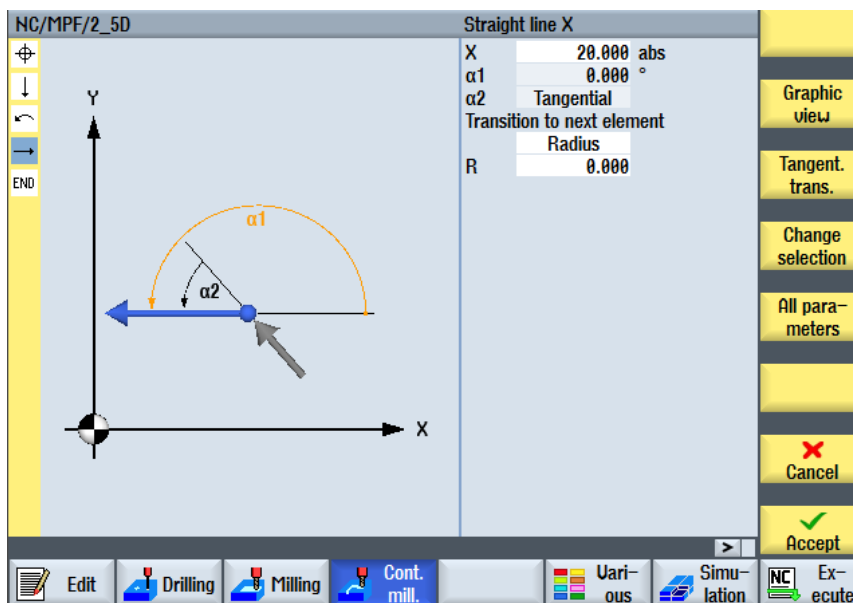 NC/MPF/2_5D
Straight line X
X 20.000 abs
α1 0.000 °
α2 Tangential
Transition to next element
Radius
R 0.000
END
Y
α1
α2
X
Graphic
view
Tangent.
trans.
Change
selection
All para-
meters
Cancel
Accept
>
Edit
Drilling
Milling
Cont.
mill.
Vari-
ous
Simu-
lation
NC
Ex-
ecute